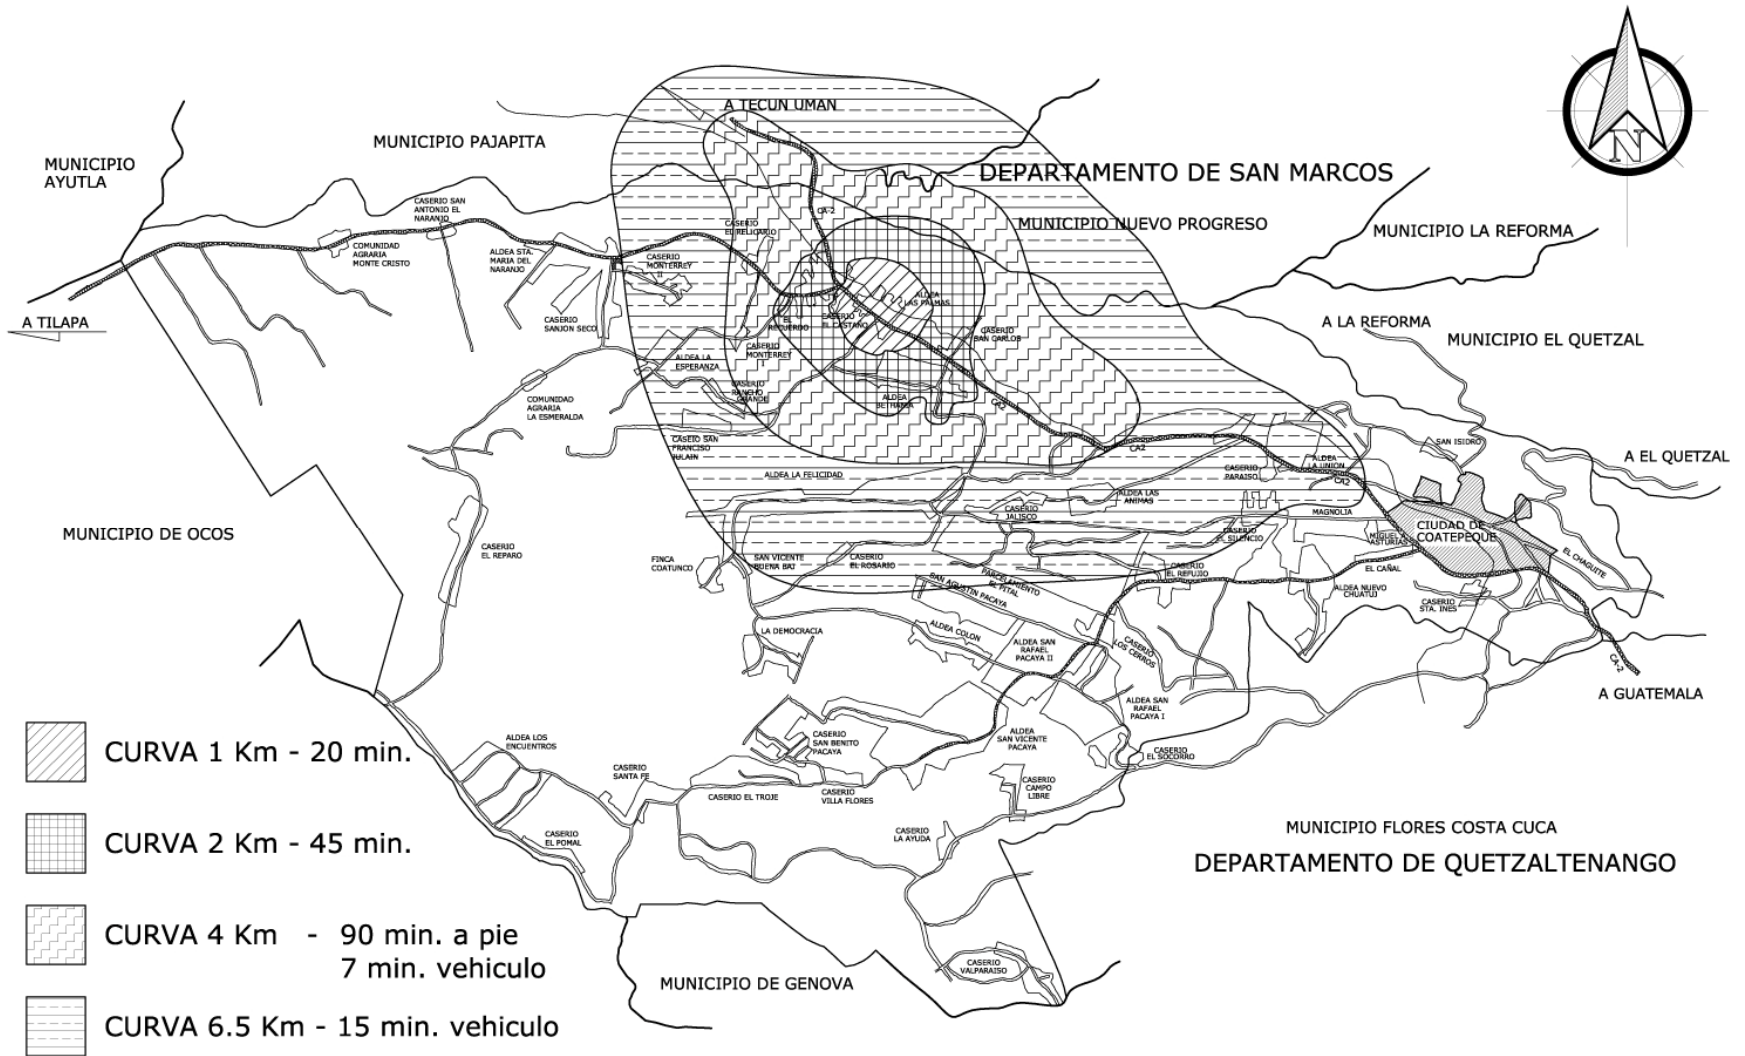 A TECUN UMAN
MUNICIPIO PAJAPITA
N
MUNICIPIO
AYUTLA
DEPARTAMENTO DE SAN MARCOS
CASERIO SAN
ANTONIO EL
NARANJO
CA-2
MUNICIPIO NUEVO PROGRESO
CASERIO
EL RELICARIO
MUNICIPIO LA REFORMA
COMUNIDAD
AGRARIA
MONTE CRISTO
ALDEA STA.
MARIA DEL
NARANJO
CASERIO
MONTERREY
II
ALDEA
LAS PALMAS
A TILAPA
CASERIO
SANJON SECO
EL
RECUERDO
CASERIO
EL CASTAÑO
CASERIO
SAN CARLOS
A LA REFORMA
MUNICIPIO EL QUETZAL
ALDEA LA
ESPERANZA
CASERIO
MONTERREY
I
CASERIO
RANCHO
GRANDE
COMUNIDAD
AGRARIA
LA ESMERALDA
ALDEA
BETHANIA
CA2
CASEIO SAN
FRANCISO
JULAIN
CA2
SAN ISIDRO
A EL QUETZAL
ALDEA LA FELICIDAD
CASERIO
PARAISO
ALDEA
LA UNION
CA2
ALDEA LAS
ANIMAS
CASERIO
JALISCO
MAGNOLIA
MUNICIPIO DE OCOS
CIUDAD DE
COATEPEQUE
CASERIO
EL SILENCIO
MIGUEL A.
ASTURIAS
CASERIO
EL REPARO
FINCA
COATUNCO
SAN VICENTE
BUENA BAI
CASERIO
EL ROSARIO
CASERIO
EL REFUJIO
EL CAÑAL
EL CHAGUITE
PARCELAMIENTO
EL PITAL
SAN AGUSTIN PACAYA
ALDEA NUEVO
CHUATUJ
CASERIO
STA. INES
LA DEMOCRACIA
ALDEA COLON
ALDEA SAN
RAFAEL
PACAYA II
CASERIO
LOS CERROS
CA-2
A GUATEMALA
ALDEA SAN
RAFAEL
PACAYA I
CURVA 1 Km - 20 min.
ALDEA LOS
ENCUENTROS
CASERIO
SAN BENITO
PACAYA
ALDEA
SAN VICENTE
PACAYA
CASERIO
EL SOCORRO
CASERIO
SANTA FE
CASERIO EL TROJE
CASERIO
VILLA FLORES
CASERIO
CAMPO
LIBRE
CURVA 2 Km - 45 min.
CASERIO
EL POMAL
CASERIO
LA AYUDA
MUNICIPIO FLORES COSTA CUCA
DEPARTAMENTO DE QUETZALTENANGO
CURVA 4 Km - 90 min. a pie
7 min. vehiculo
CASERIO
VALPARAISO
MUNICIPIO DE GENOVA
CURVA 6.5 Km - 15 min. vehiculo